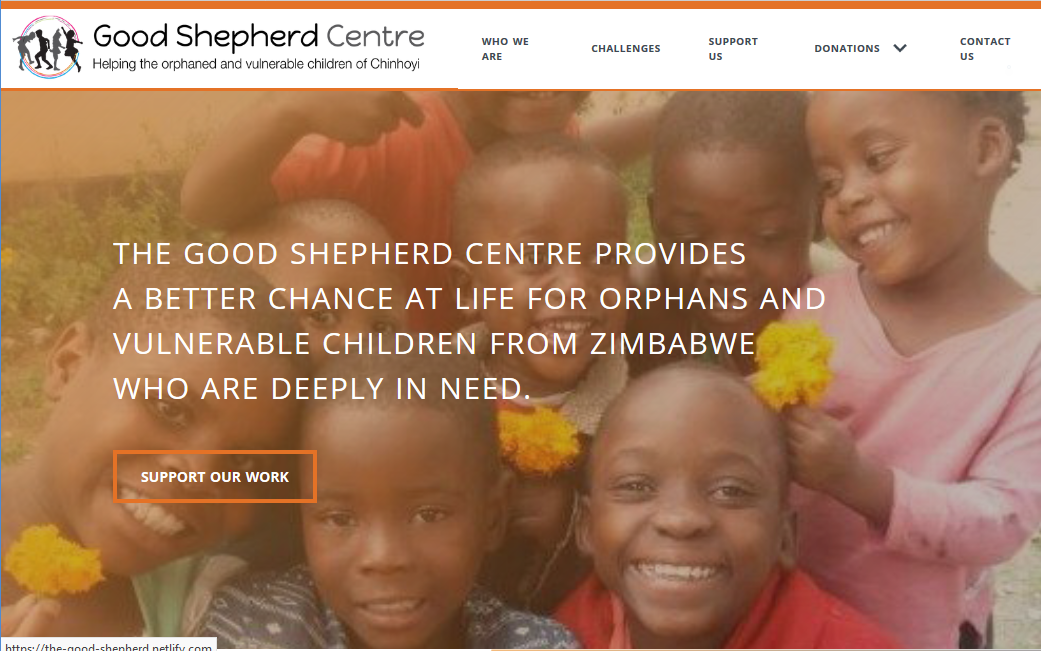 Good Shepherd Centre
Helping the orphaned and vulnerable children of Chinhoyi
WHO WE
ARE
CHALLENGES
SUPPORT
US
DONATIONS
CONTACT
US
THE GOOD SHEPHERD CENTRE PROVIDES
A BETTER CHANCE AT LIFE FOR ORPHANS AND
VULNERABLE CHILDREN FROM ZIMBABWE
WHO ARE DEEPLY IN NEED.
SUPPORT OUR WORK
https://the-good-shepherd.netlify.com